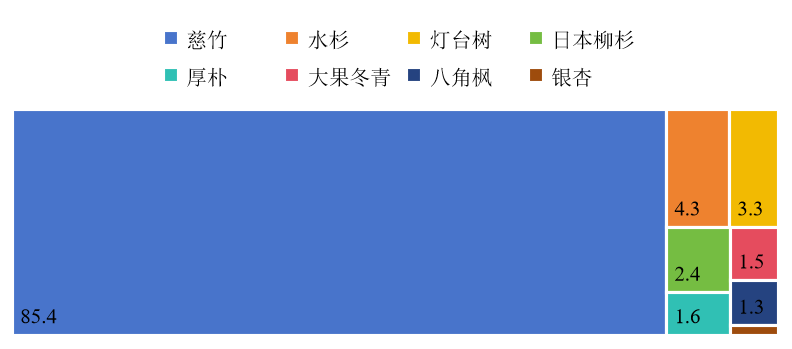 慈竹 水杉 灯台树 日本柳杉
厚朴 大果冬青 八角枫 银杏
4.3 3.3
2.4 1.5
85.4 1.6 1.3